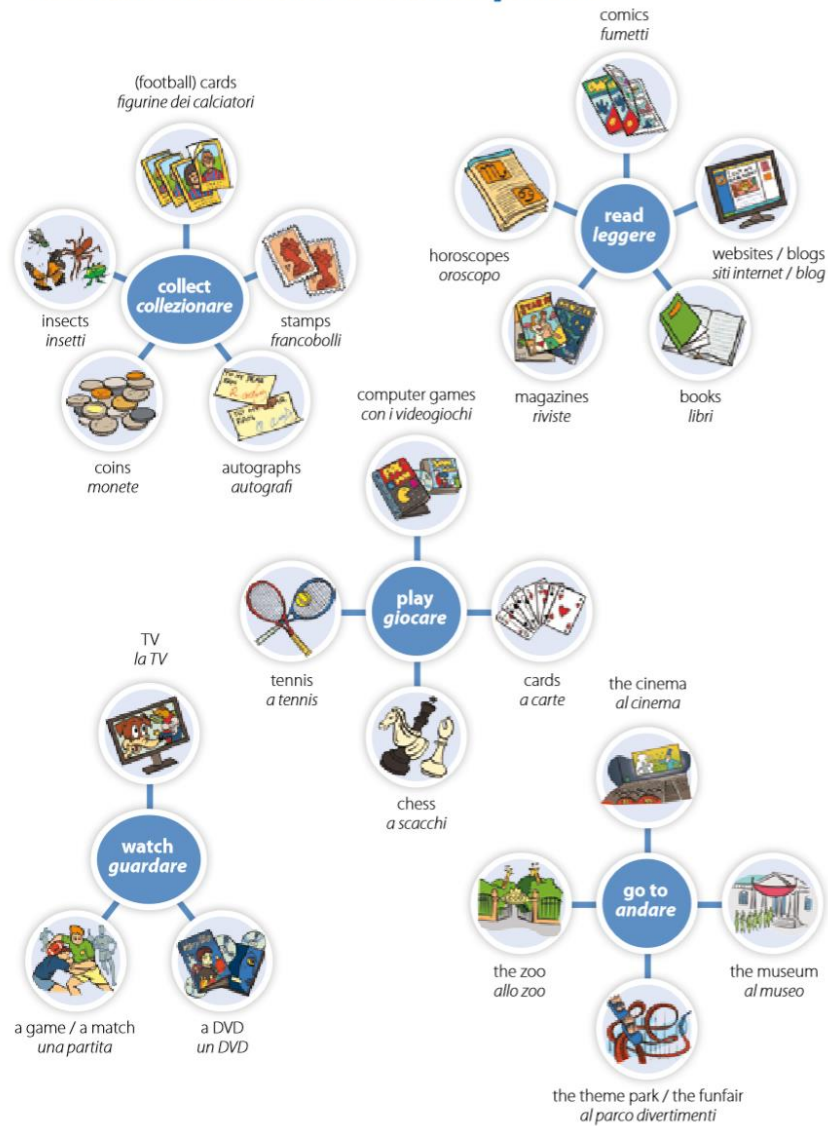 (football) cards
figurine dei calciatori
insects
insetti
collect
collezionare
stamps
francobolli
coins
monete
autographs
autografi
comics
fumetti
horoscopes
oroscopo
read
leggere
websites / blogs
siti internet / blog
magazines
riviste
books
libri
computer games
con i videogiochi
tennis
a tennis
play
giocare
cards
a carte
chess
a scacchi
TV
la TV
watch
guardare
a game / a match
una partita
a DVD
un DVD
the cinema
al cinema
the zoo
allo zoo
go to
andare
the museum
al museo
the theme park / the funfair
al parco divertimenti